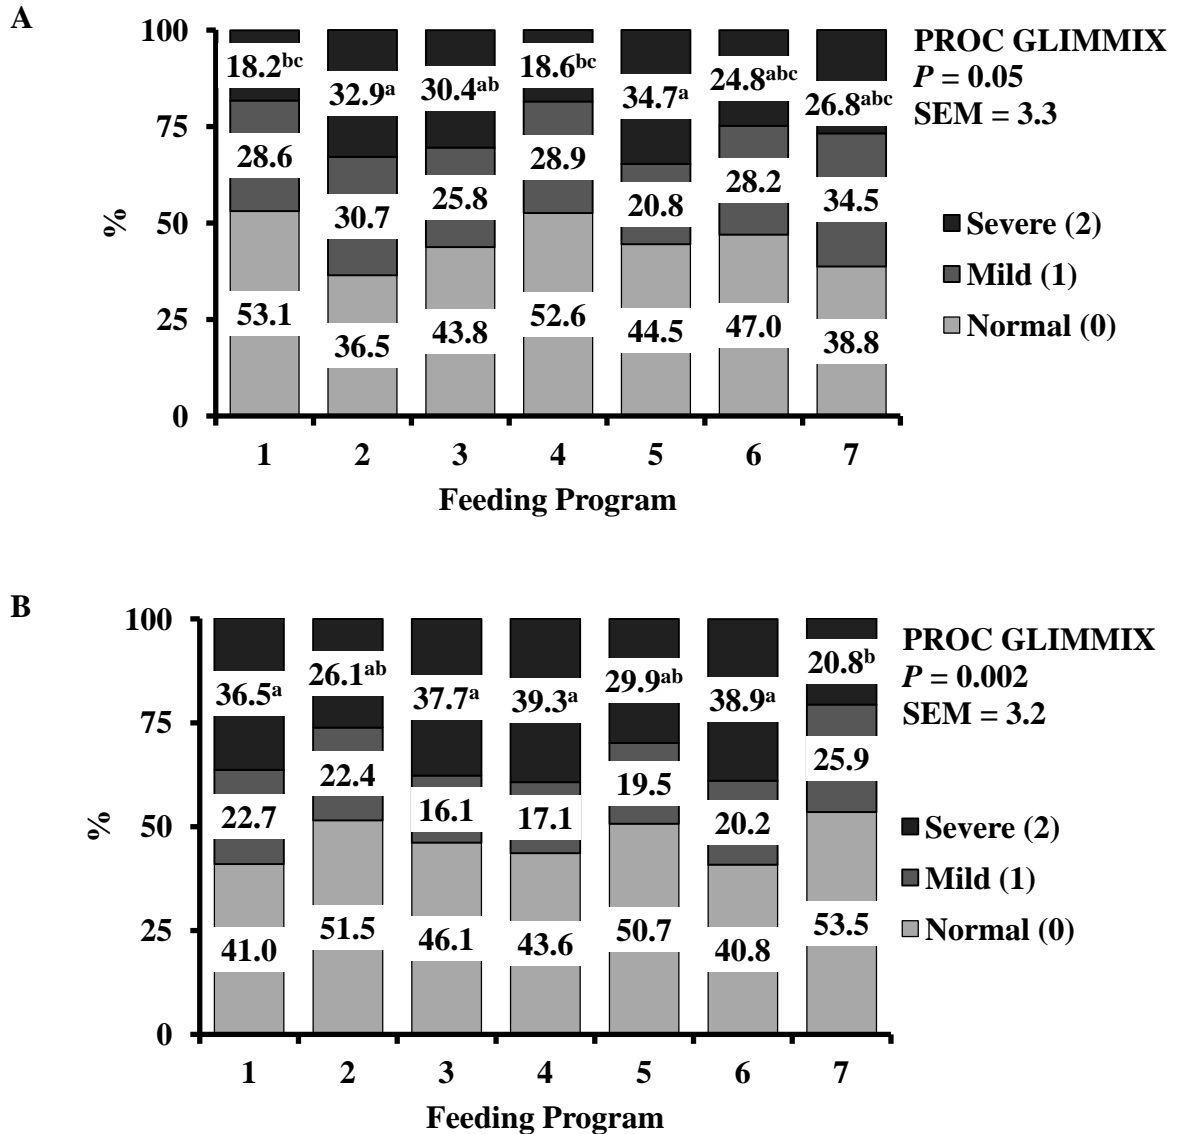 A
100
75
50
25
0
%
18.2bc 32.9a 30.4ab 18.6bc 34.7a 24.8abc 26.8abc
28.6 30.7 25.8 28.9 20.8 28.2 34.5
53.1 36.5 43.8 52.6 44.5 47.0 38.8
1 2 3 4 5 6 7
Feeding Program
PROC GLIMMIX
P = 0.05
SEM = 3.3
Severe (2)
Mild (1)
Normal (0)
B
100
75
50
25
0
%
36.5a 26.1ab 37.7a 39.3a 29.9ab 38.9a 20.8b
22.7 22.4 16.1 17.1 19.5 20.2 25.9
41.0 51.5 46.1 43.6 50.7 40.8 53.5
1 2 3 4 5 6 7
Feeding Program
PROC GLIMMIX
P = 0.002
SEM = 3.2
Severe (2)
Mild (1)
Normal (0)